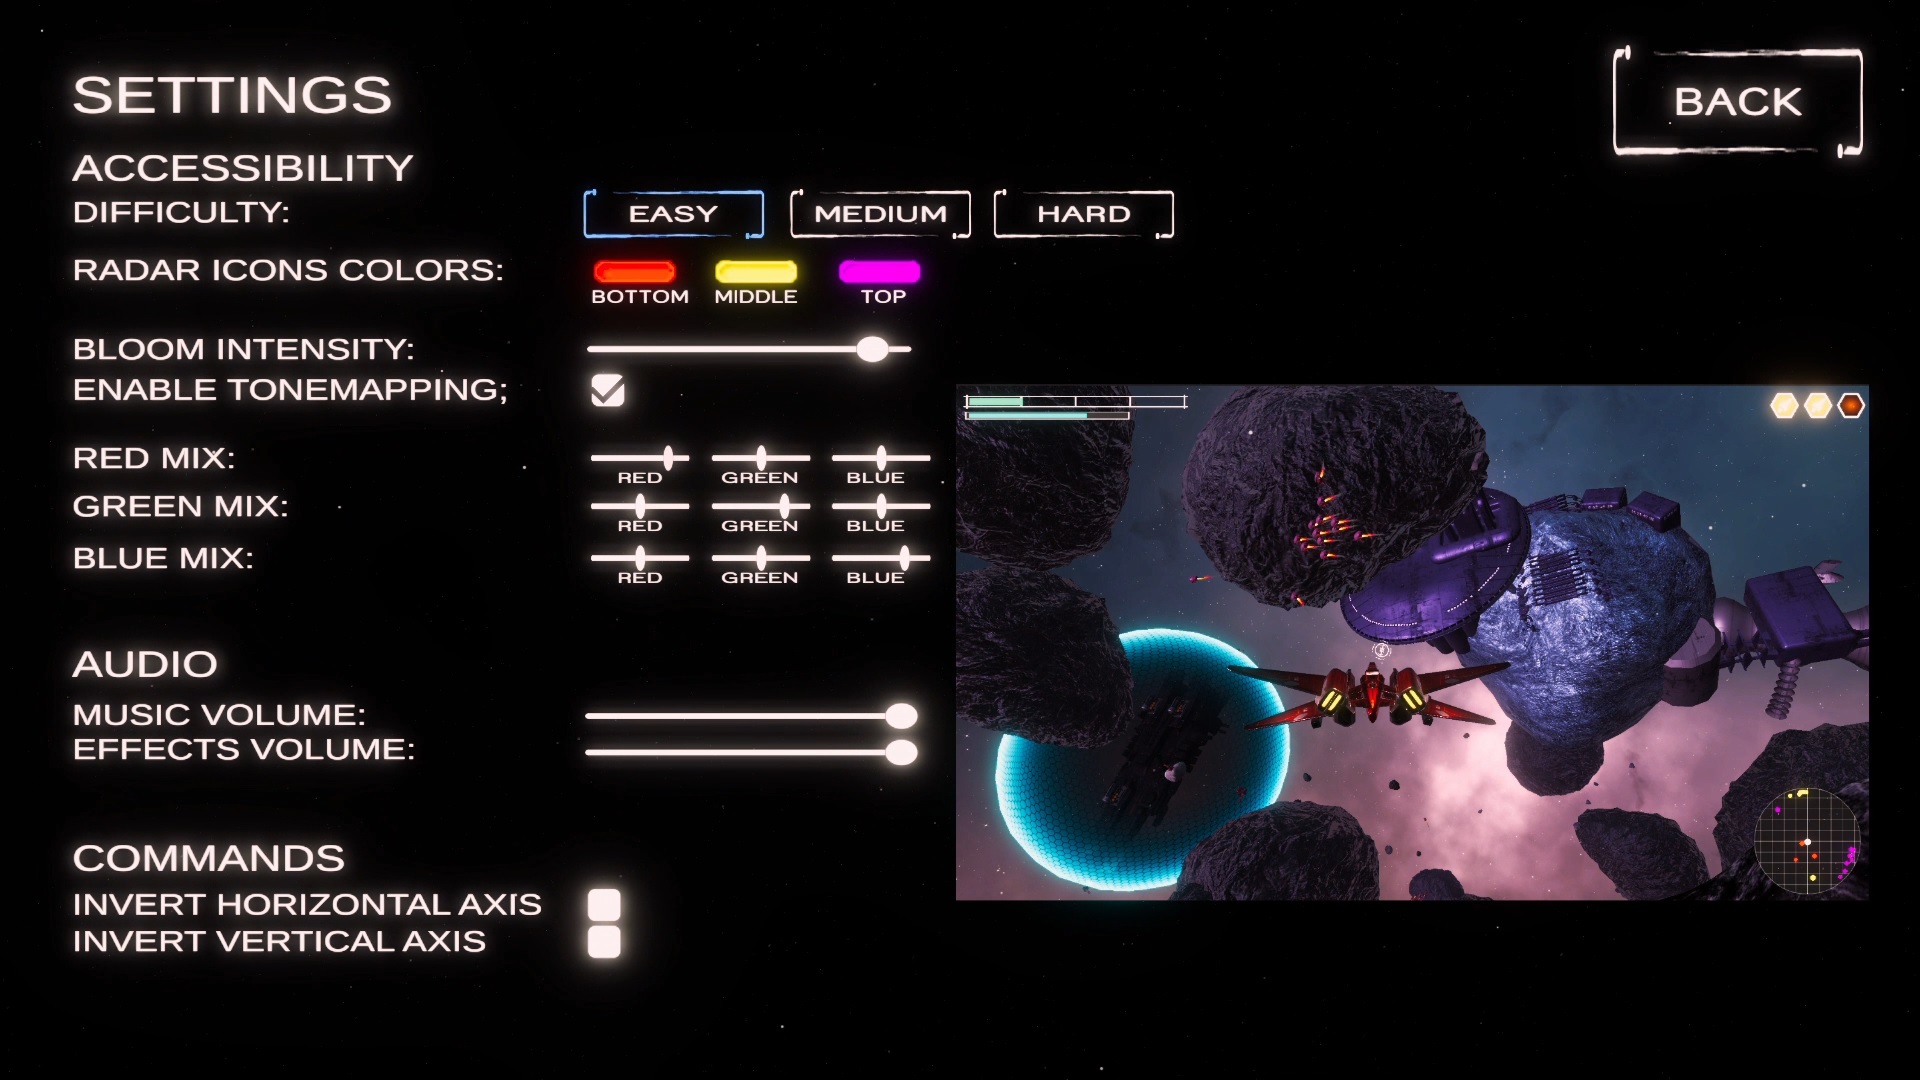 SETTINGS
BACK
ACCESSIBILITY
DIFFICULTY: EASY MEDIUM HARD
RADAR ICONS COLORS:
BOTTOM MIDDLE TOP
BLOOM INTENSITY:
ENABLE TONEMAPPING;
RED MIX:
RED GREEN BLUE
GREEN MIX:
RED GREEN BLUE
BLUE MIX:
RED GREEN BLUE
AUDIO
MUSIC VOLUME:
EFFECTS VOLUME:
COMMANDS
INVERT HORIZONTAL AXIS
INVERT VERTICAL AXIS